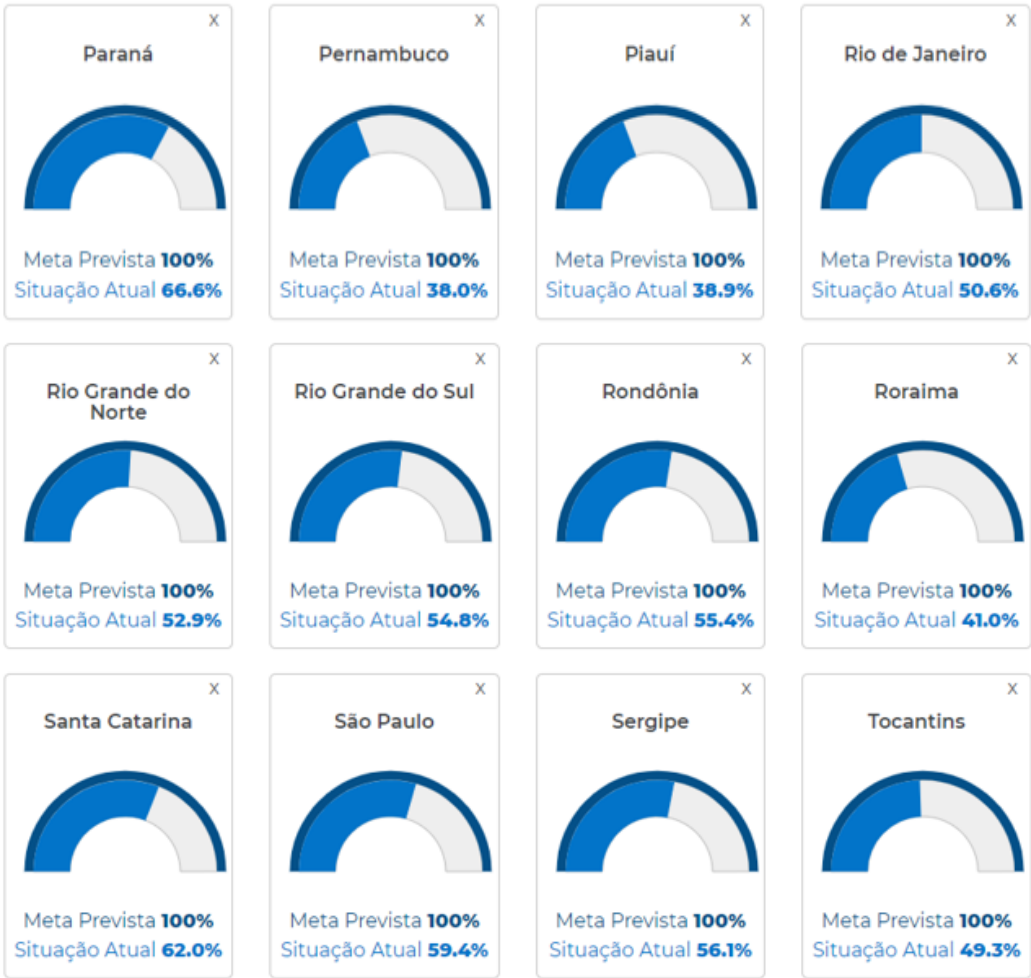 X
Paraná
Meta Prevista 100%
Situação Atual 66.6%
X
Pernambuco
Meta Prevista 100%
Situação Atual 38.0%
X
Piauí
Meta Prevista 100%
Situação Atual 38.9%
X
Rio de Janeiro
Meta Prevista 100%
Situação Atual 50.6%
X
Rio Grande do
Norte
Meta Prevista 100%
Situação Atual 52.9%
X
Rio Grande do Sul
Meta Prevista 100%
Situação Atual 54.8%
X
Rondônia
Meta Prevista 100%
Situação Atual 55.4%
X
Roraima
Meta Prevista 100%
Situação Atual 41.0%
X
Santa Catarina
Meta Prevista 100%
Situação Atual 62.0%
X
São Paulo
Meta Prevista 100%
Situação Atual 59.4%
X
Sergipe
Meta Prevista 100%
Situação Atual 56.1%
X
Tocantins
Meta Prevista 100%
Situação Atual 49.3%